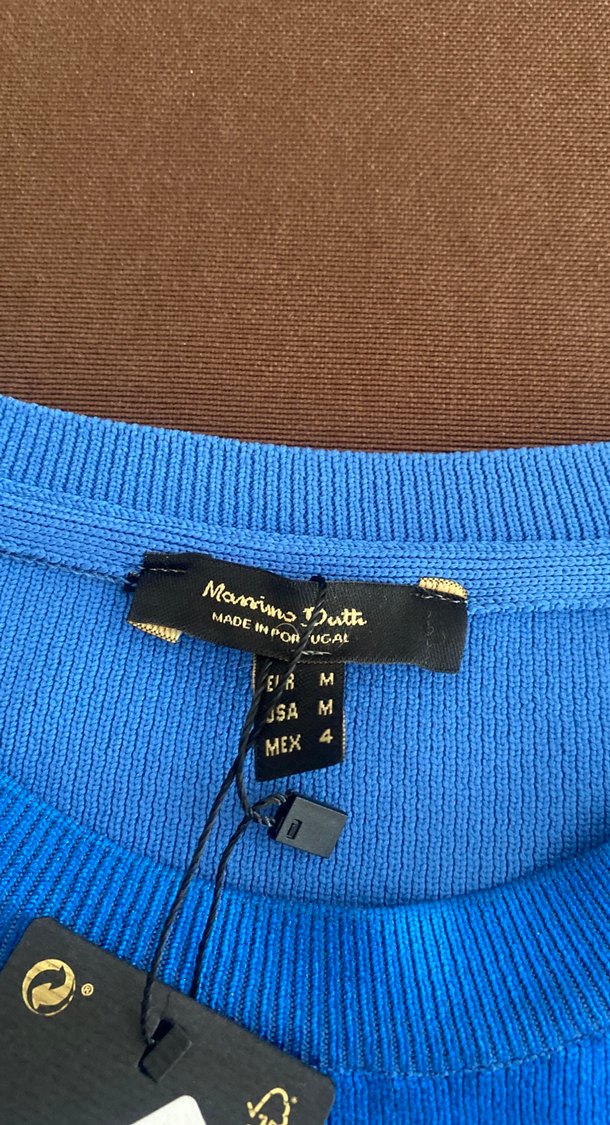 Massimo Dutti
MADE IN PORTUGAL
EUR M
USA M
MEX 4
®